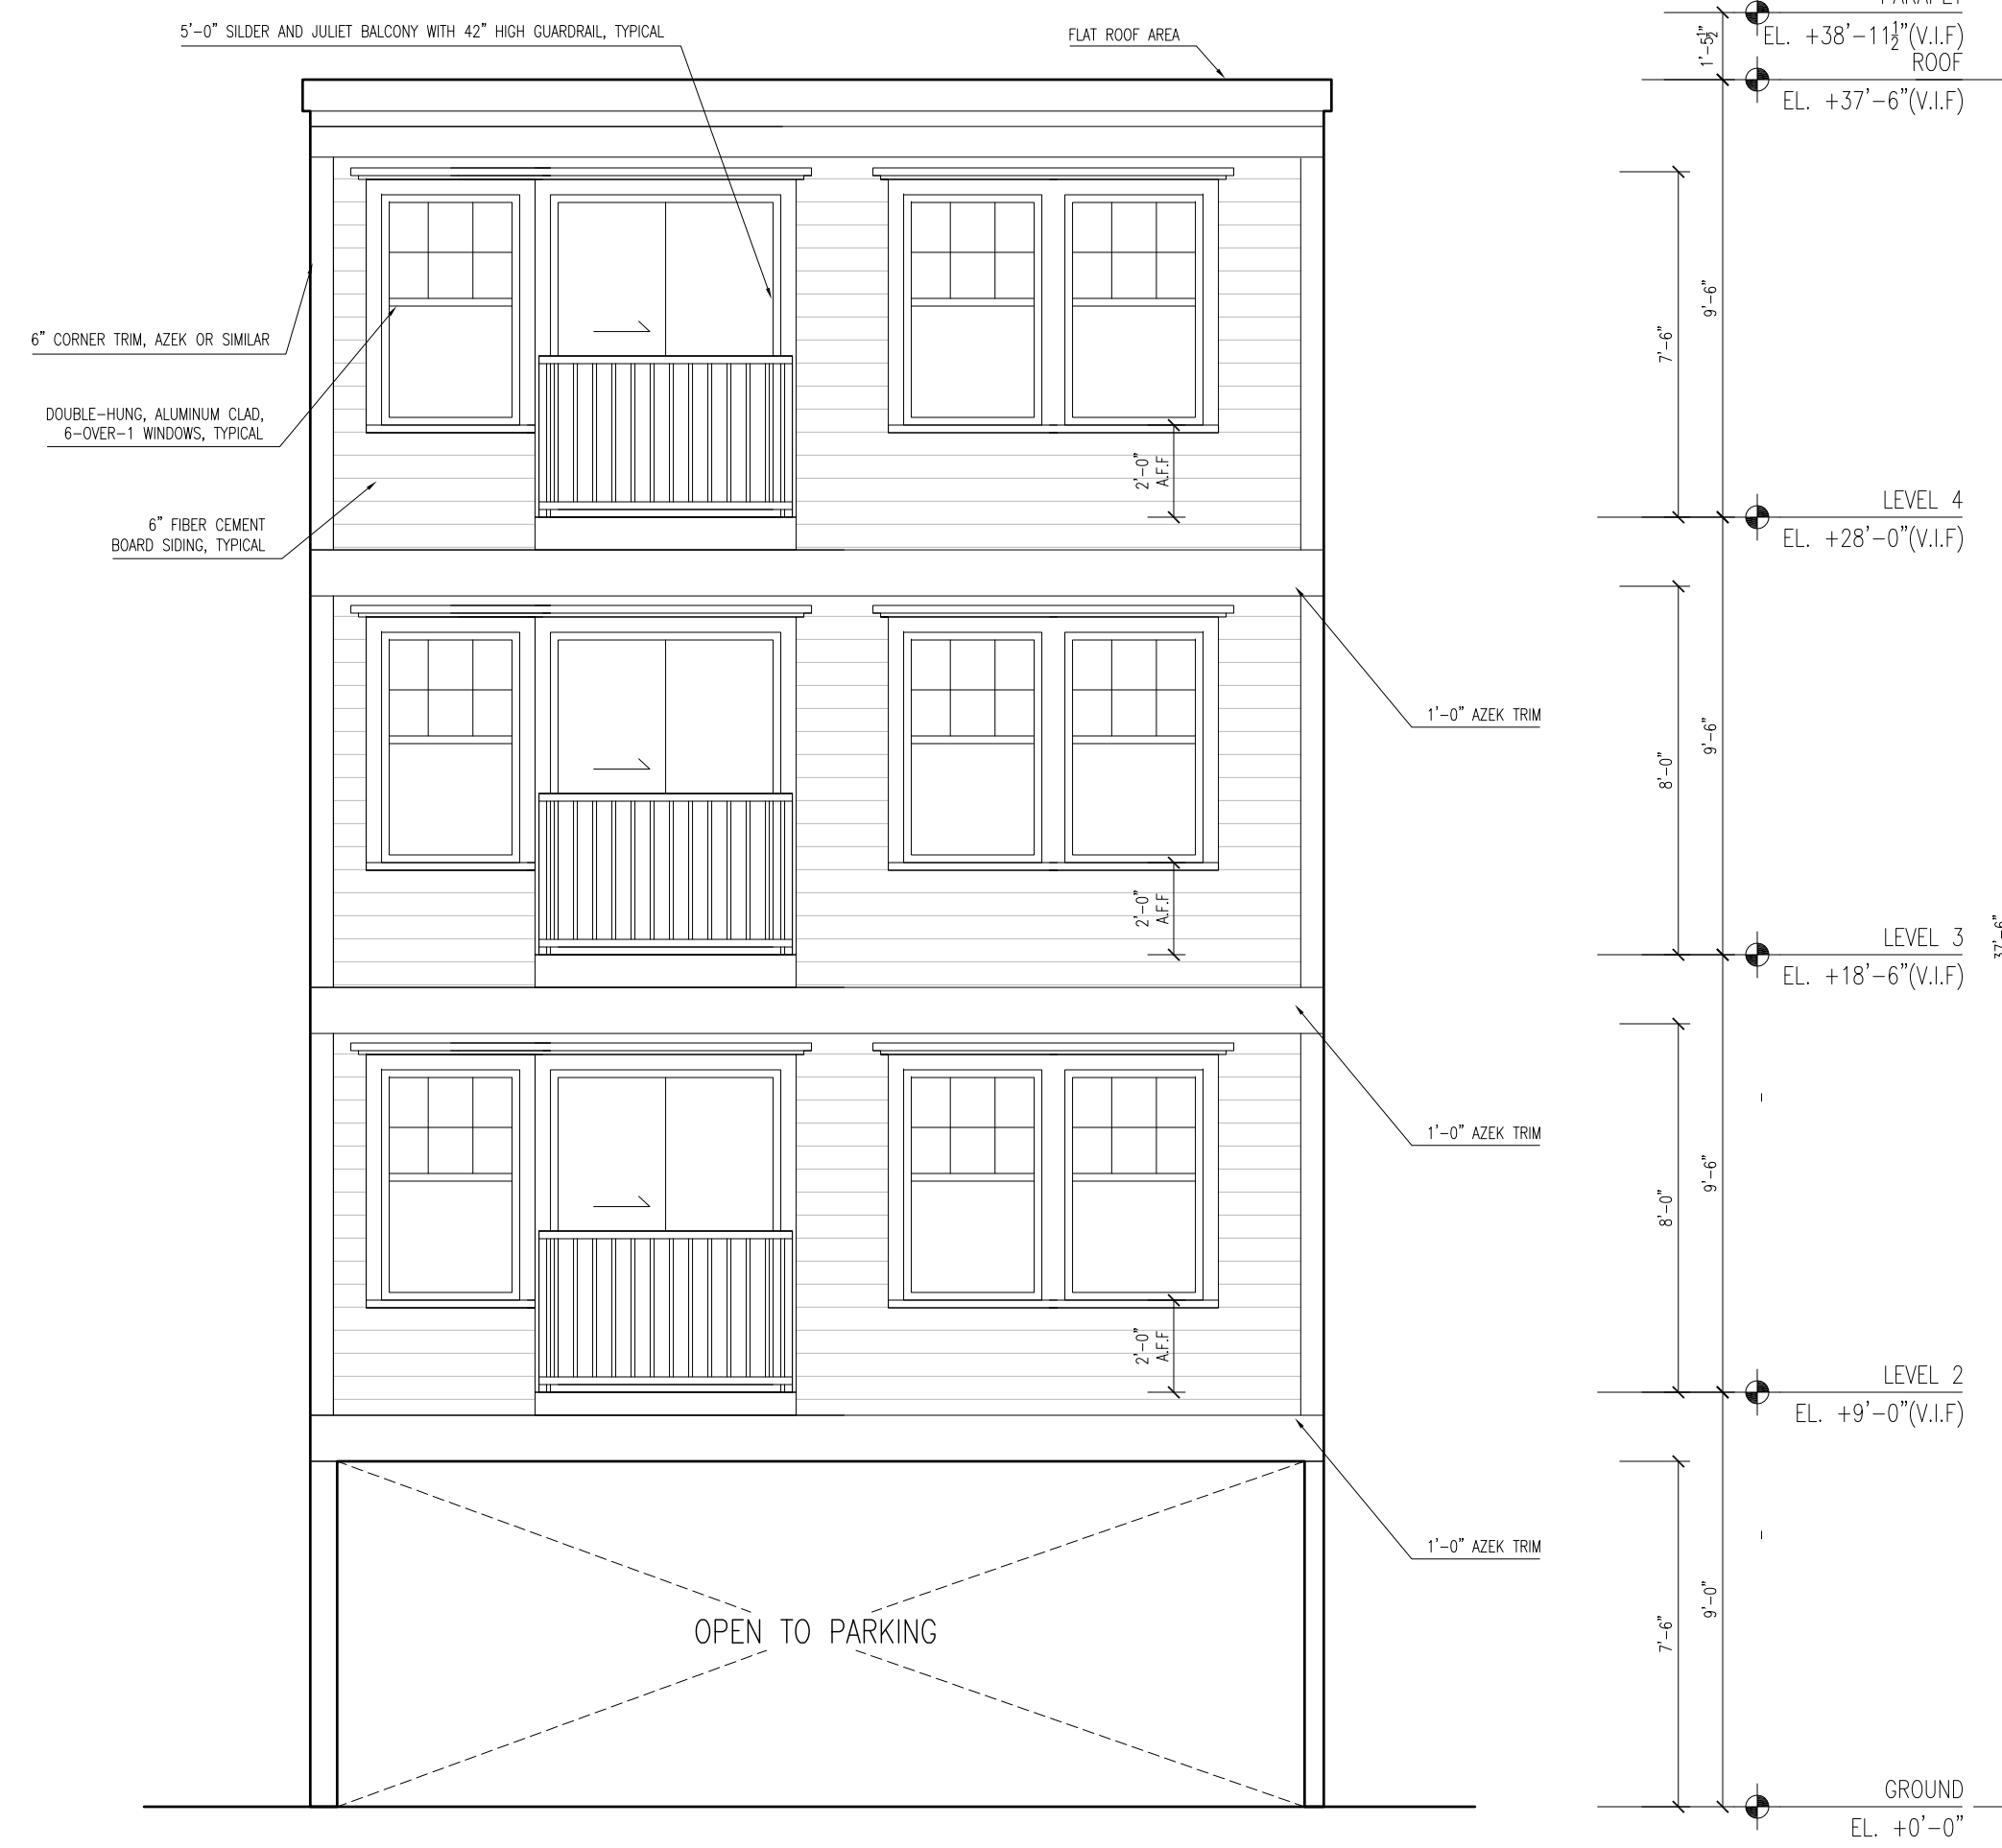 5'-0" SILDER AND JULIET BALCONY WITH 42" HIGH GUARDRAIL, TYPICAL
FLAT ROOF AREA
6" CORNER TRIM, AZEK OR SIMILAR
DOUBLE-HUNG, ALUMINUM CLAD,
6-OVER-1 WINDOWS, TYPICAL
6" FIBER CEMENT
BOARD SIDING, TYPICAL
2'-0"
A.F.F
2'-0"
A.F.F
2'-0"
A.F.F
1'-0" AZEK TRIM
1'-0" AZEK TRIM
1'-0" AZEK TRIM
OPEN TO PARKING
1'-5½"
9'-6"
7'-6"
9'-6"
8'-0"
9'-6"
8'-0"
9'-0"
7'-6"
EL. +38'-11½"(V.I.F)
ROOF
EL. +37'-6"(V.I.F)
LEVEL 4
EL. +28'-0"(V.I.F)
LEVEL 3
EL. +18'-6"(V.I.F)
37'-6"
LEVEL 2
EL. +9'-0"(V.I.F)
GROUND
EL. +0'-0"